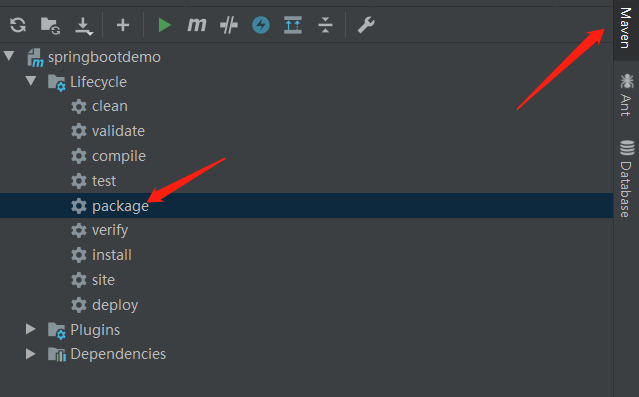 springbootdemo
Lifecycle
clean
validate
compile
test
package
verify
install
site
deploy
Plugins
Dependencies
Maven
Ant
Database